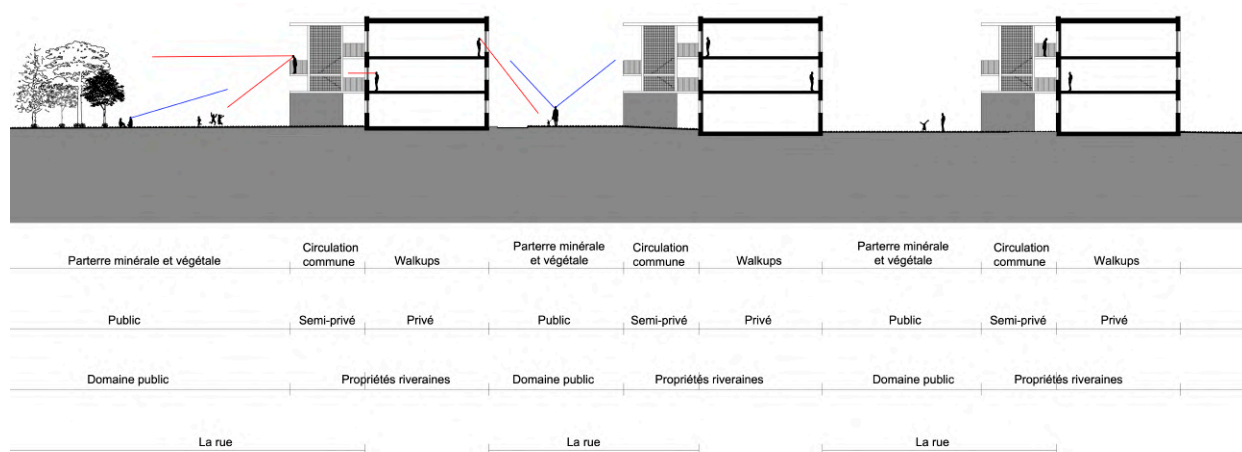 Parterre minérale et végétale
Circulation
commune
Walkups
Parterre minérale
et végétale
Circulation
commune
Walkups
Parterre minérale
et végétale
Circulation
commune
Walkups
Public
Semi-privé
Privé
Public
Semi-privé
Privé
Public
Semi-privé
Privé
Domaine public
Propriétés riveraines
Domaine public
Propriétés riveraines
Domaine public
Propriétés riveraines
La rue
La rue
La rue